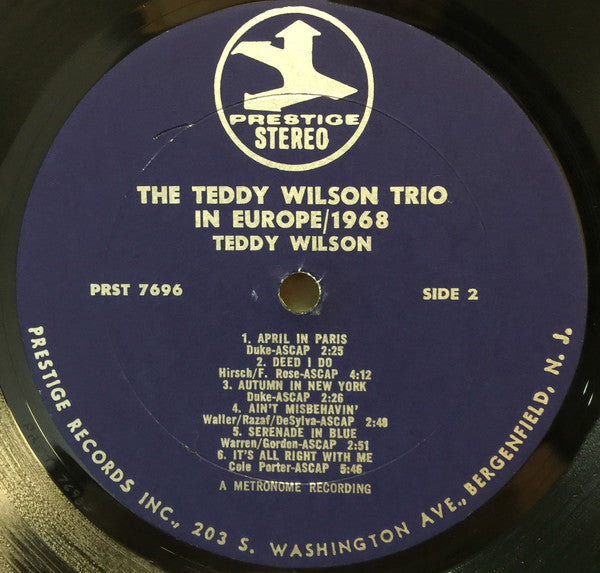 PRESTIGE
STEREO
THE TEDDY WILSON TRIO
IN EUROPE/1968
TEDDY WILSON
PRST 7696
SIDE 2
1. APRIL IN PARIS
Duke-ASCAP 2:25
2. DEED I DO
Hirsch/F. Rose-ASCAP 4:12
3. AUTUMN IN NEW YORK
Duke-ASCAP 2:26
4. AIN'T MISBEHAVIN'
Waller/Razaf/DeSylva-ASCAP 2:48
5. SERENADE IN BLUE
Warren/Gordon-ASCAP 2:51
6. IT'S ALL RIGHT WITH ME
Cole Porter-ASCAP 5:46
A METRONOME RECORDING
PRESTIGE RECORDS INC., 203 S. WASHINGTON AVE., BERGENFIELD, N. J.